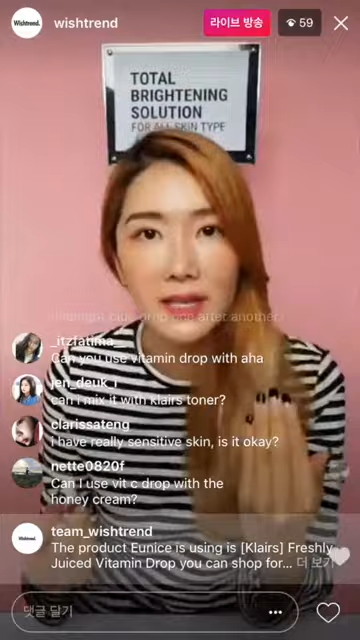 Wishtrend.
wishtrend
라이브 방송
59
TOTAL
BRIGHTENING
SOLUTION
FOR ALL SKIN TYPE
_itzfatima_
Can you use vitamin drop with aha
jen_deuk_i
can i mix it with klairs toner?
clarissateng
i have really sensitive skin, is it okay?
nette0820f
Can I use vit c drop with the
honey cream?
Wishtrend.
team_wishtrend
The product Eunice is using is [Klairs] Freshly
Juiced Vitamin Drop you can shop for... 더 보기
댓글 달기